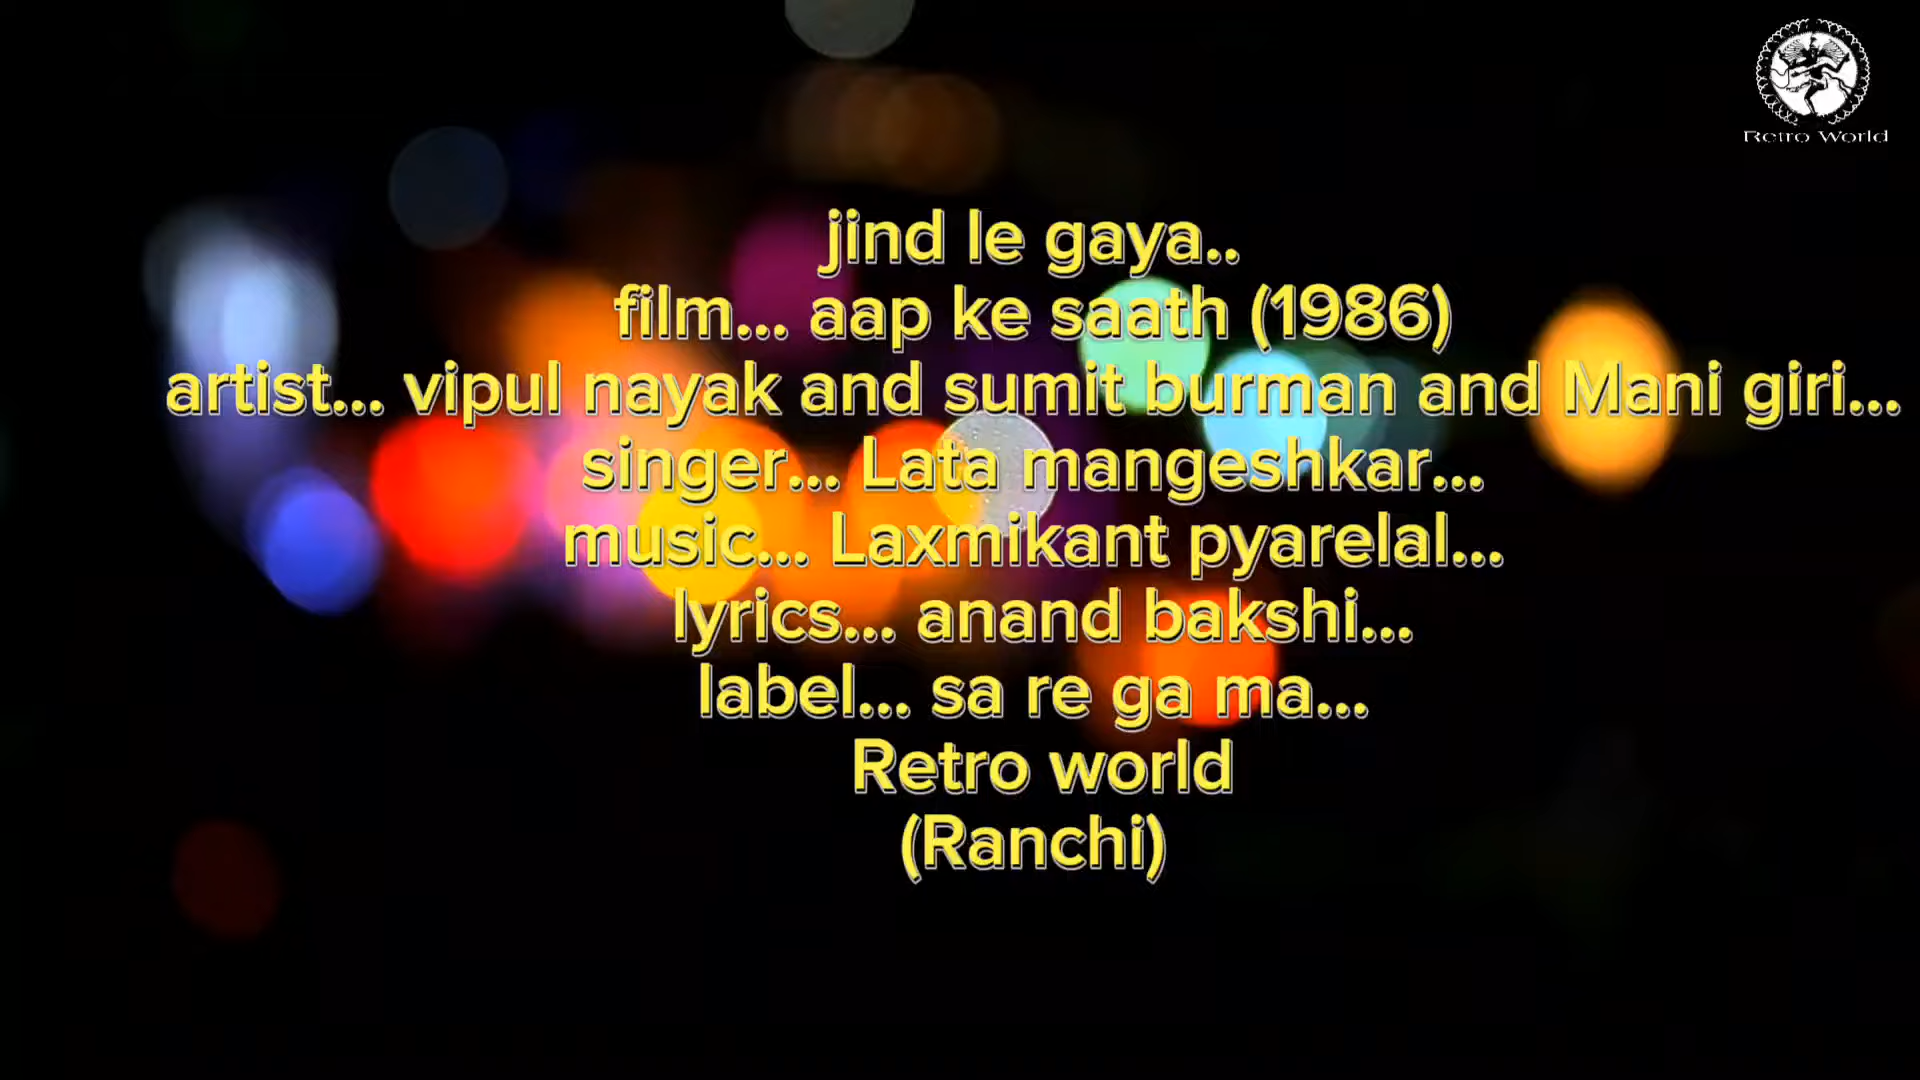 Retro World
jind le gaya..
film... aap ke saath (1986)
artist... vipul nayak and sumit burman and Mani giri...
singer... Lata mangeshkar...
music... Laxmikant pyarelal...
lyrics... anand bakshi...
label... sa re ga ma...
Retro world
(Ranchi)